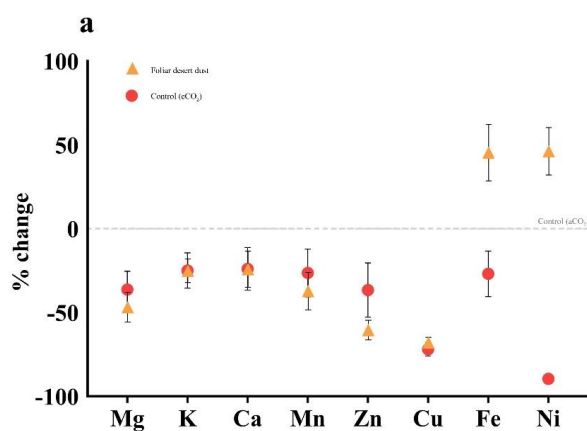 a
100
50
0
-50
-100
% change
Foliar desert dust
Control (eCO2)
Control (aCO2)
Mg K Ca Mn Zn Cu Fe Ni